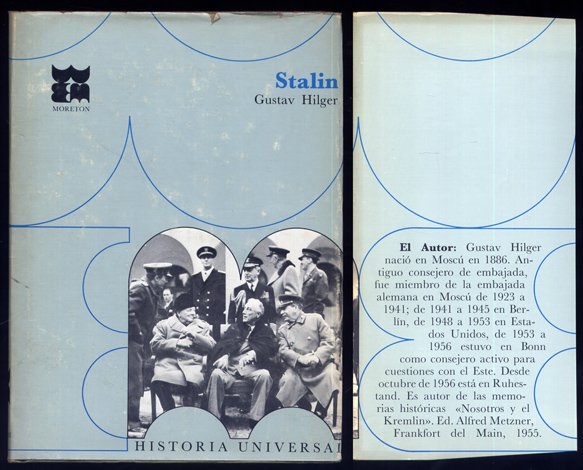 MORETON
Stalin
Gustav Hilger
HISTORIA UNIVERSAL
El Autor: Gustav Hilger
nació en Moscú en 1886. An-
tiguo consejero de embajada,
fue miembro de la embajada
alemana en Moscú de 1923 a
1941; de 1941 a 1945 en Ber-
lín, de 1948 a 1953 en Esta-
dos Unidos, de 1953 a
1956 estuvo en Bonn
como consejero activo para
cuestiones con el Este. Desde
octubre de 1956 está en Ruhes-
tand. Es autor de las memo-
rias históricas «Nosotros y el
Kremlin». Ed. Alfred Metzner,
Frankfort del Main, 1955.